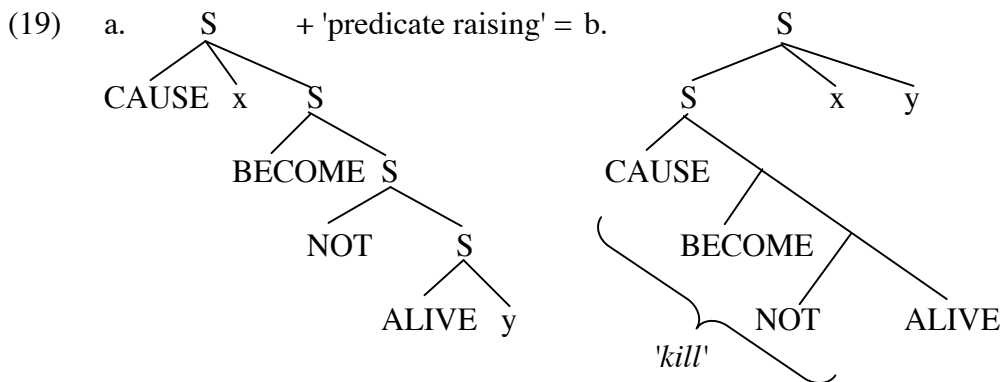 (19) a. S + 'predicate raising' = b. S
CAUSE x S S x y
BECOME S CAUSE
NOT S BECOME
ALIVE y NOT ALIVE
'kill'